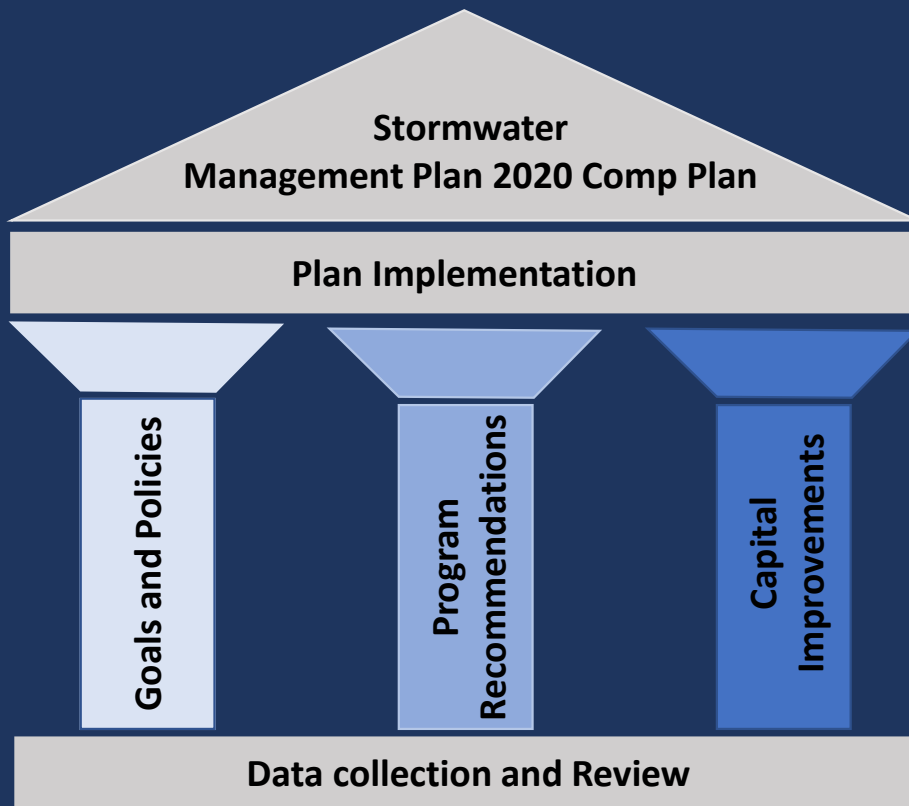 Stormwater
Management Plan 2020 Comp Plan
Plan Implementation
Goals and Policies
Program
Recommendations
Capital
Improvements
Data collection and Review